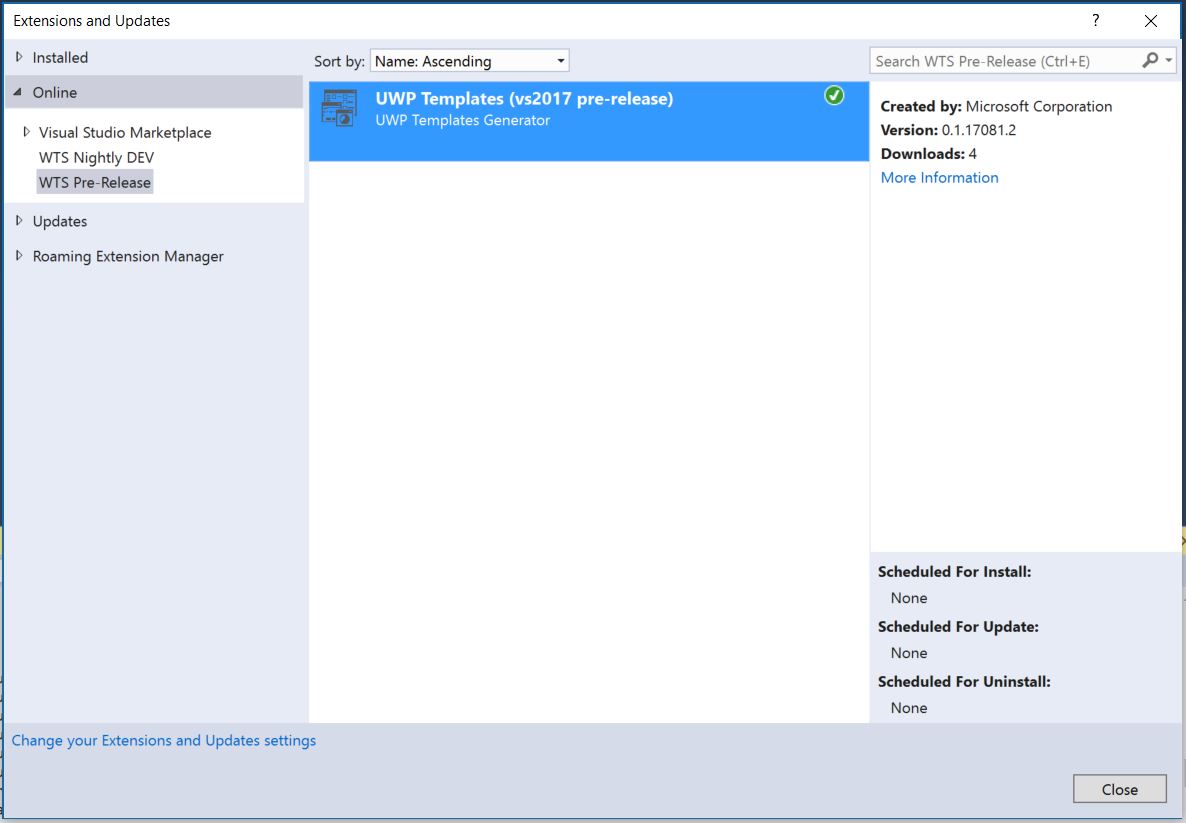 Extensions and Updates
?
Installed
Online
Visual Studio Marketplace
WTS Nightly DEV
WTS Pre-Release
Updates
Roaming Extension Manager
Sort by: Name: Ascending
UWP Templates (vs2017 pre-release)
UWP Templates Generator
Search WTS Pre-Release (Ctrl+E)
Created by: Microsoft Corporation
Version: 0.1.17081.2
Downloads: 4
More Information
Scheduled For Install:
None
Scheduled For Update:
None
Scheduled For Uninstall:
None
Change your Extensions and Updates settings
Close